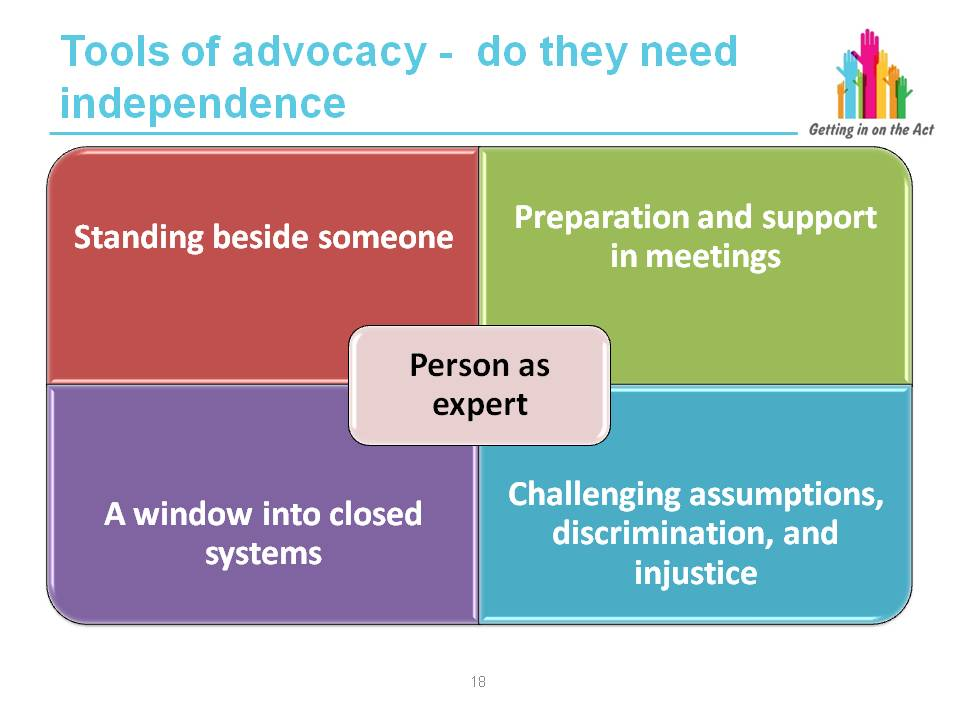 Tools of advocacy -  do they need
independence
Getting in on the Act
Standing beside someone
Preparation and support
in meetings
Person as
expert
A window into closed
systems
Challenging assumptions,
discrimination, and
injustice
18